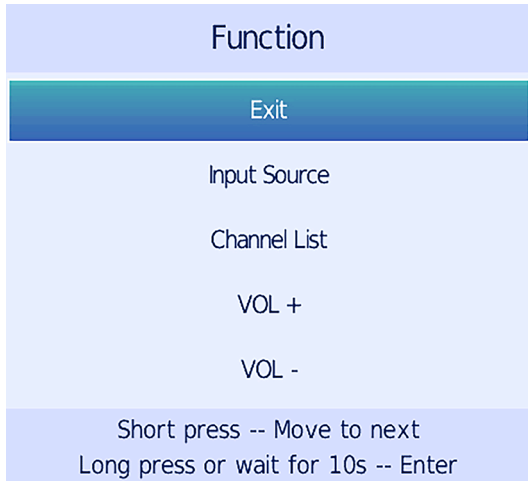 Function
Exit
Input Source
Channel List
VOL +
VOL -
Short press -- Move to next
Long press or wait for 10s -- Enter